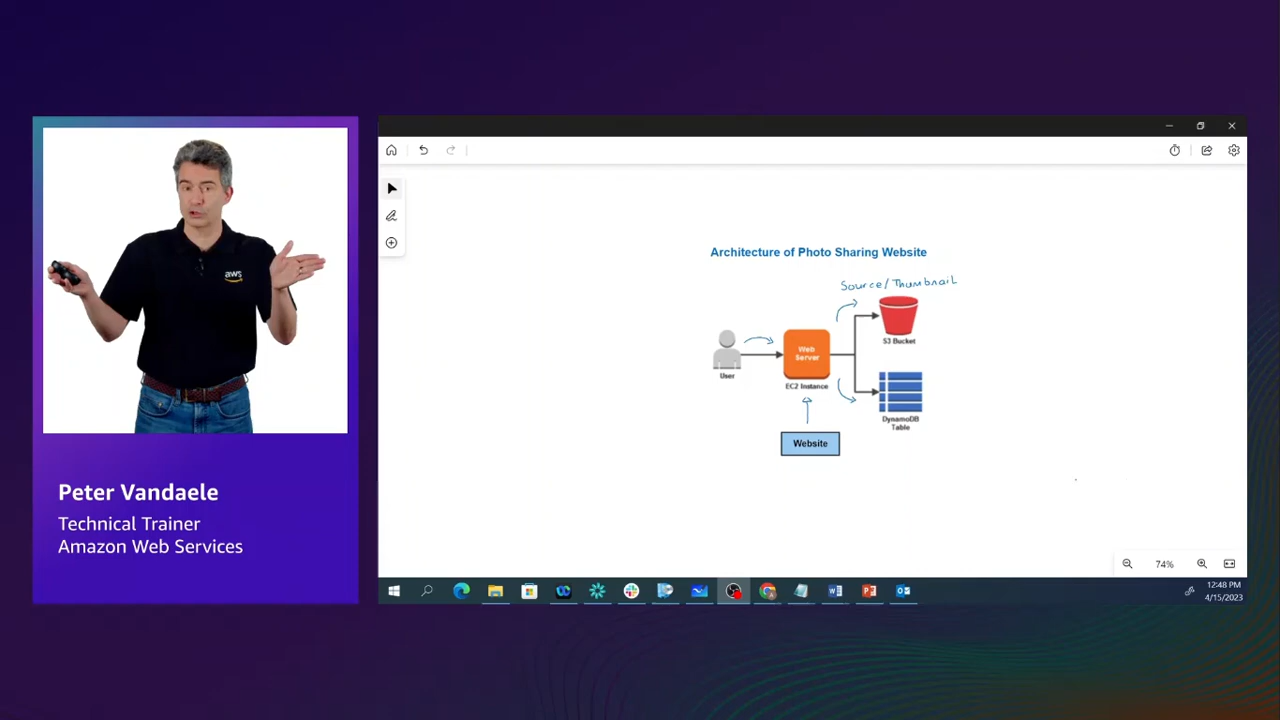 aws
Peter Vandaele
Technical Trainer
Amazon Web Services
Architecture of Photo Sharing Website
Source/Thumbnail
Web
Server
S3 Bucket
User
EC2 Instance
DynamoDB
Table
Website
74%
12:48 PM
4/15/2023